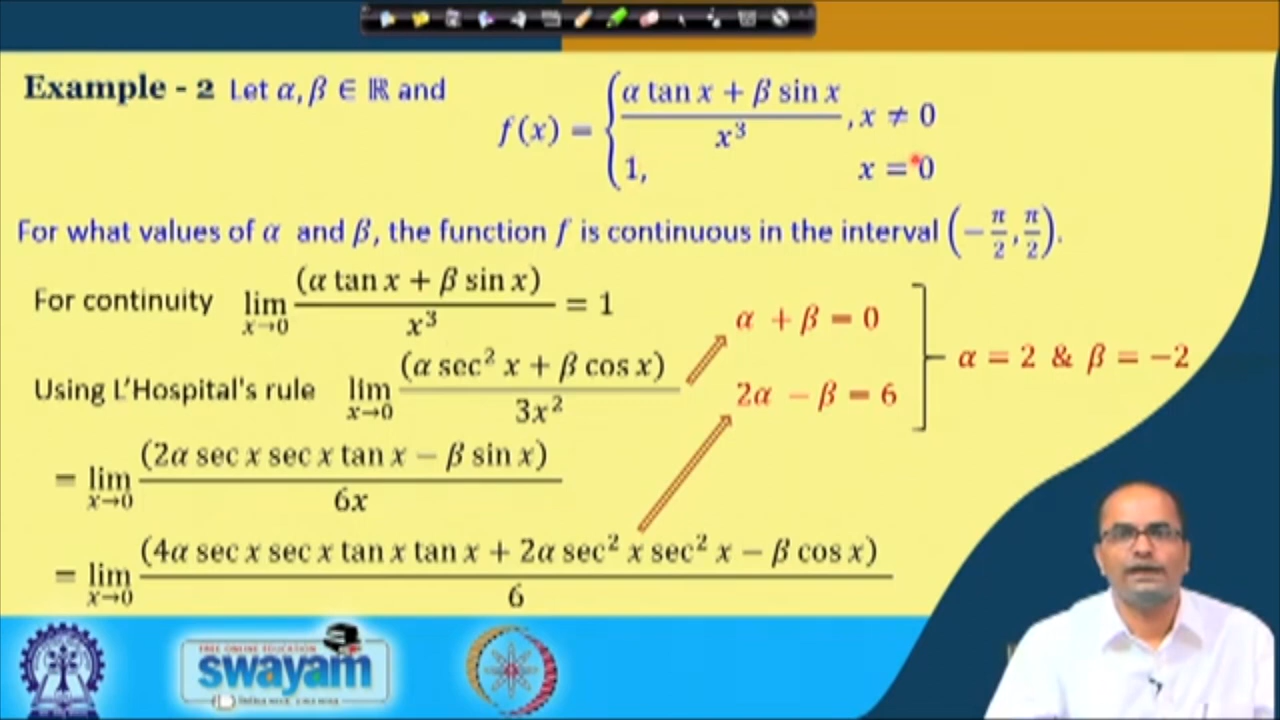 Example - 2 Let α, β ∈ ℝ and
f(x) = { (α tan x + β sin x)/x³ , x ≠ 0
1, x = 0
For what values of α and β, the function f is continuous in the interval (−π/2, π/2).
For continuity lim x→0 (α tan x + β sin x)/x³ = 1
Using L'Hospital's rule lim x→0 (α sec² x + β cos x)/3x²
= lim x→0 (2α sec x sec x tan x − β sin x)/6x
= lim x→0 (4α sec x sec x tan x tan x + 2α sec² x sec² x − β cos x)/6
α + β = 0
2α − β = 6
α = 2 & β = −2
FREE ONLINE EDUCATION
swayam